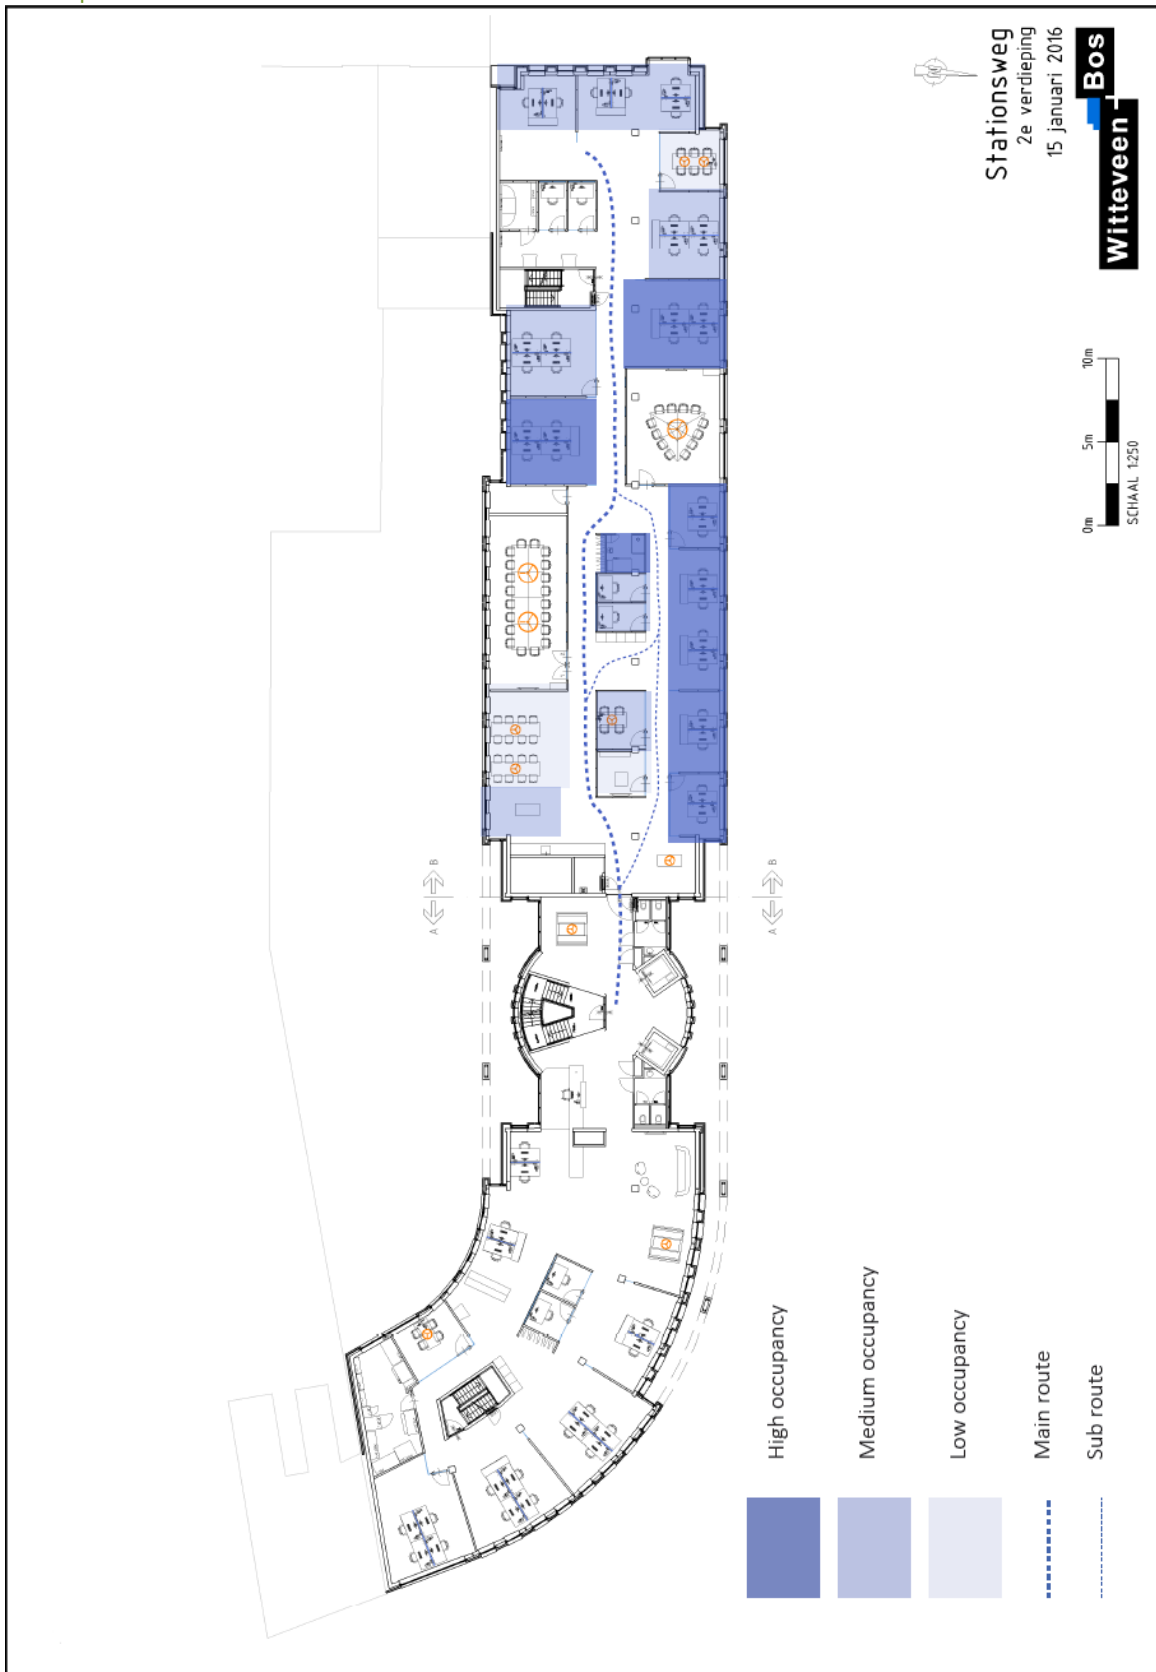 Stationsweg
2e verdieping
15 januari 2016
Witteveen + Bos
N
0m
5m
10m
SCHAAL 1:250
A
B
A
B
High occupancy
Medium occupancy
Low occupancy
Main route
Sub route